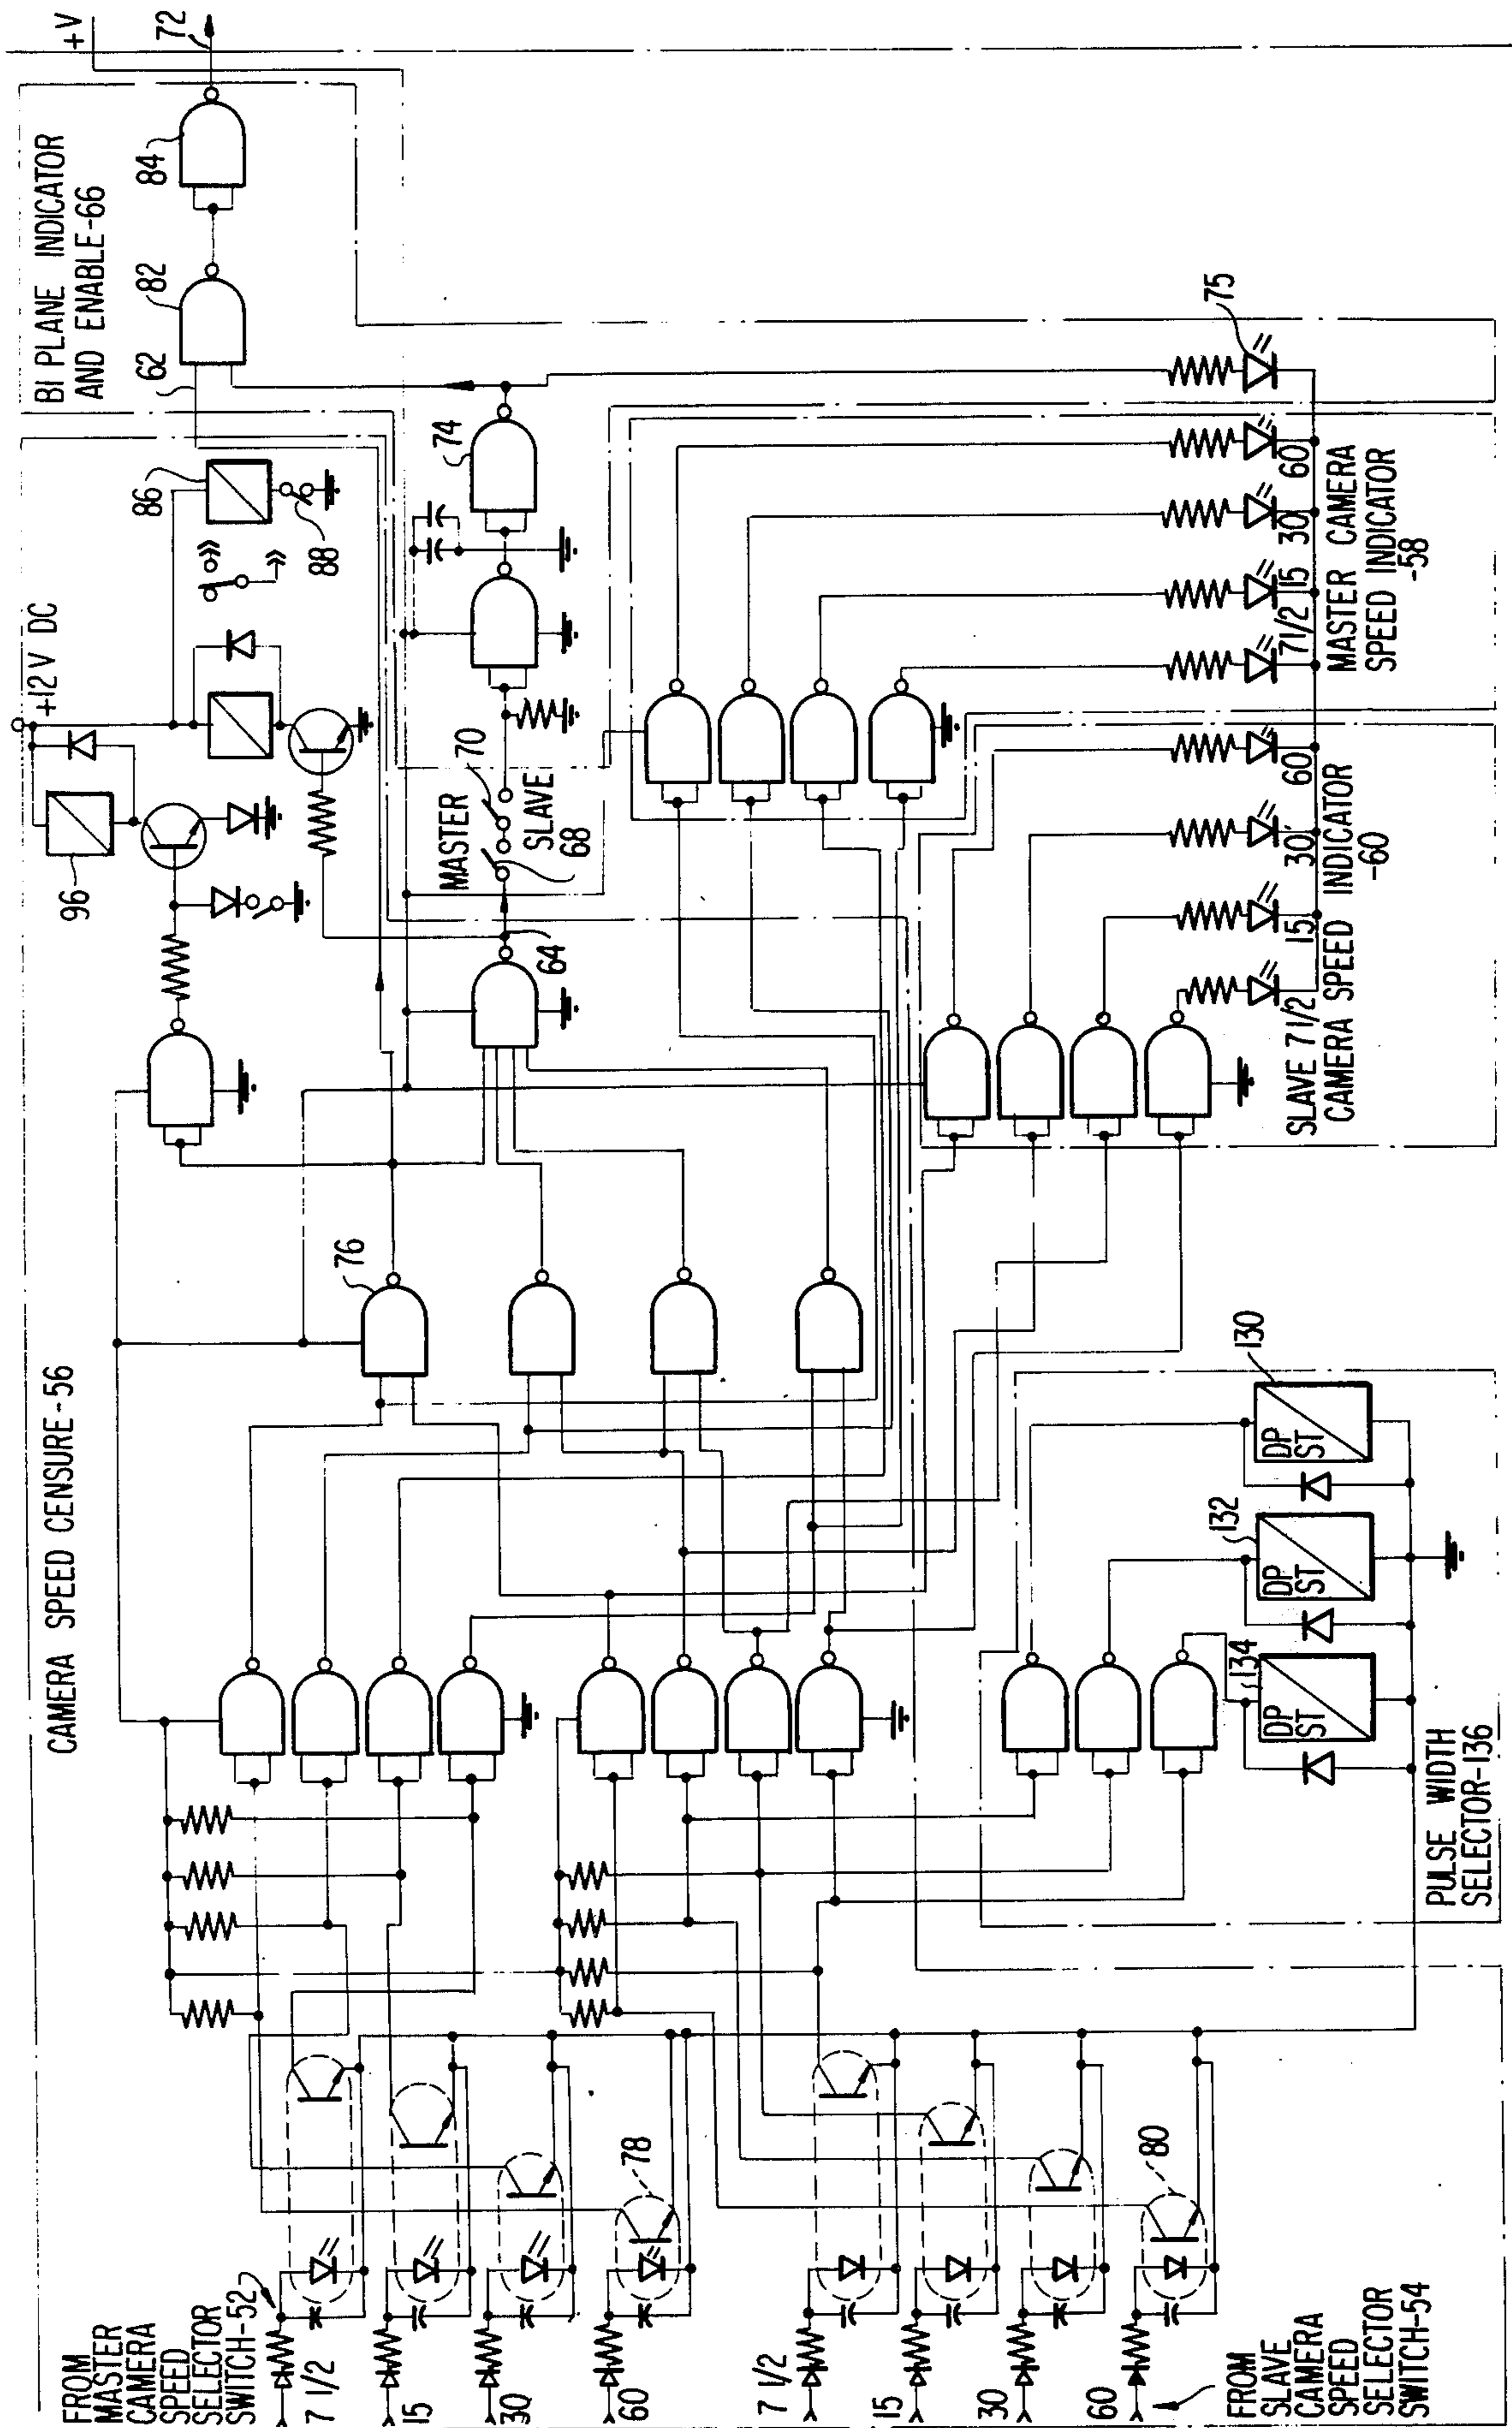 +V
72
BI PLANE INDICATOR
AND ENABLE-66
84
82
62
+12V DC
86
88
96
74
MASTER
70
SLAVE
68
64
75
60
30
15
7 1/2
MASTER CAMERA
SPEED INDICATOR
-58
60
30
15
SLAVE 7 1/2
CAMERA SPEED INDICATOR
-60
CAMERA SPEED CENSURE-56
76
130
DP
ST
132
DP
ST
134
DP
ST
PULSE WIDTH
SELECTOR-136
FROM
MASTER
CAMERA
SPEED
SELECTOR
SWITCH-52
7 1/2
15
30
60
78
7 1/2
15
30
60
80
FROM
SLAVE
CAMERA
SPEED
SELECTOR
SWITCH-54